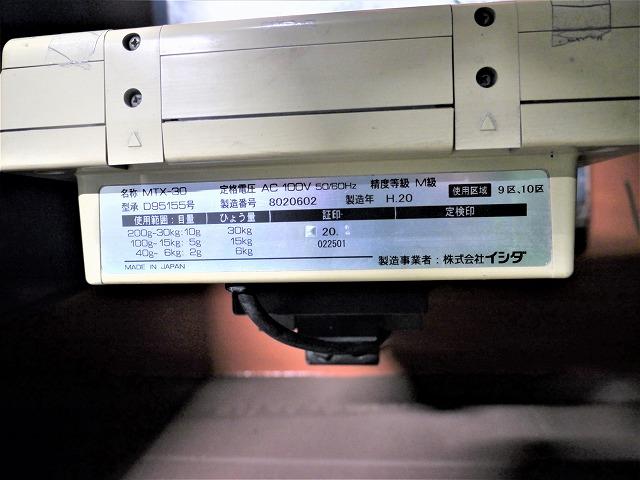 名称 MTX-30 定格電圧 AC 100V 50/60Hz 精度等級 M級 使用区域 9区,10区
型承 D95155号 製造番号 8020602 製造年 H.20
使用範囲:目量 ひょう量 証印 定検印
200g-30kg:10g 30kg 20.
100g-15kg: 5g 15kg 022501
40g- 6kg: 2g 6kg
MADE IN JAPAN 製造事業者:株式会社イシダ